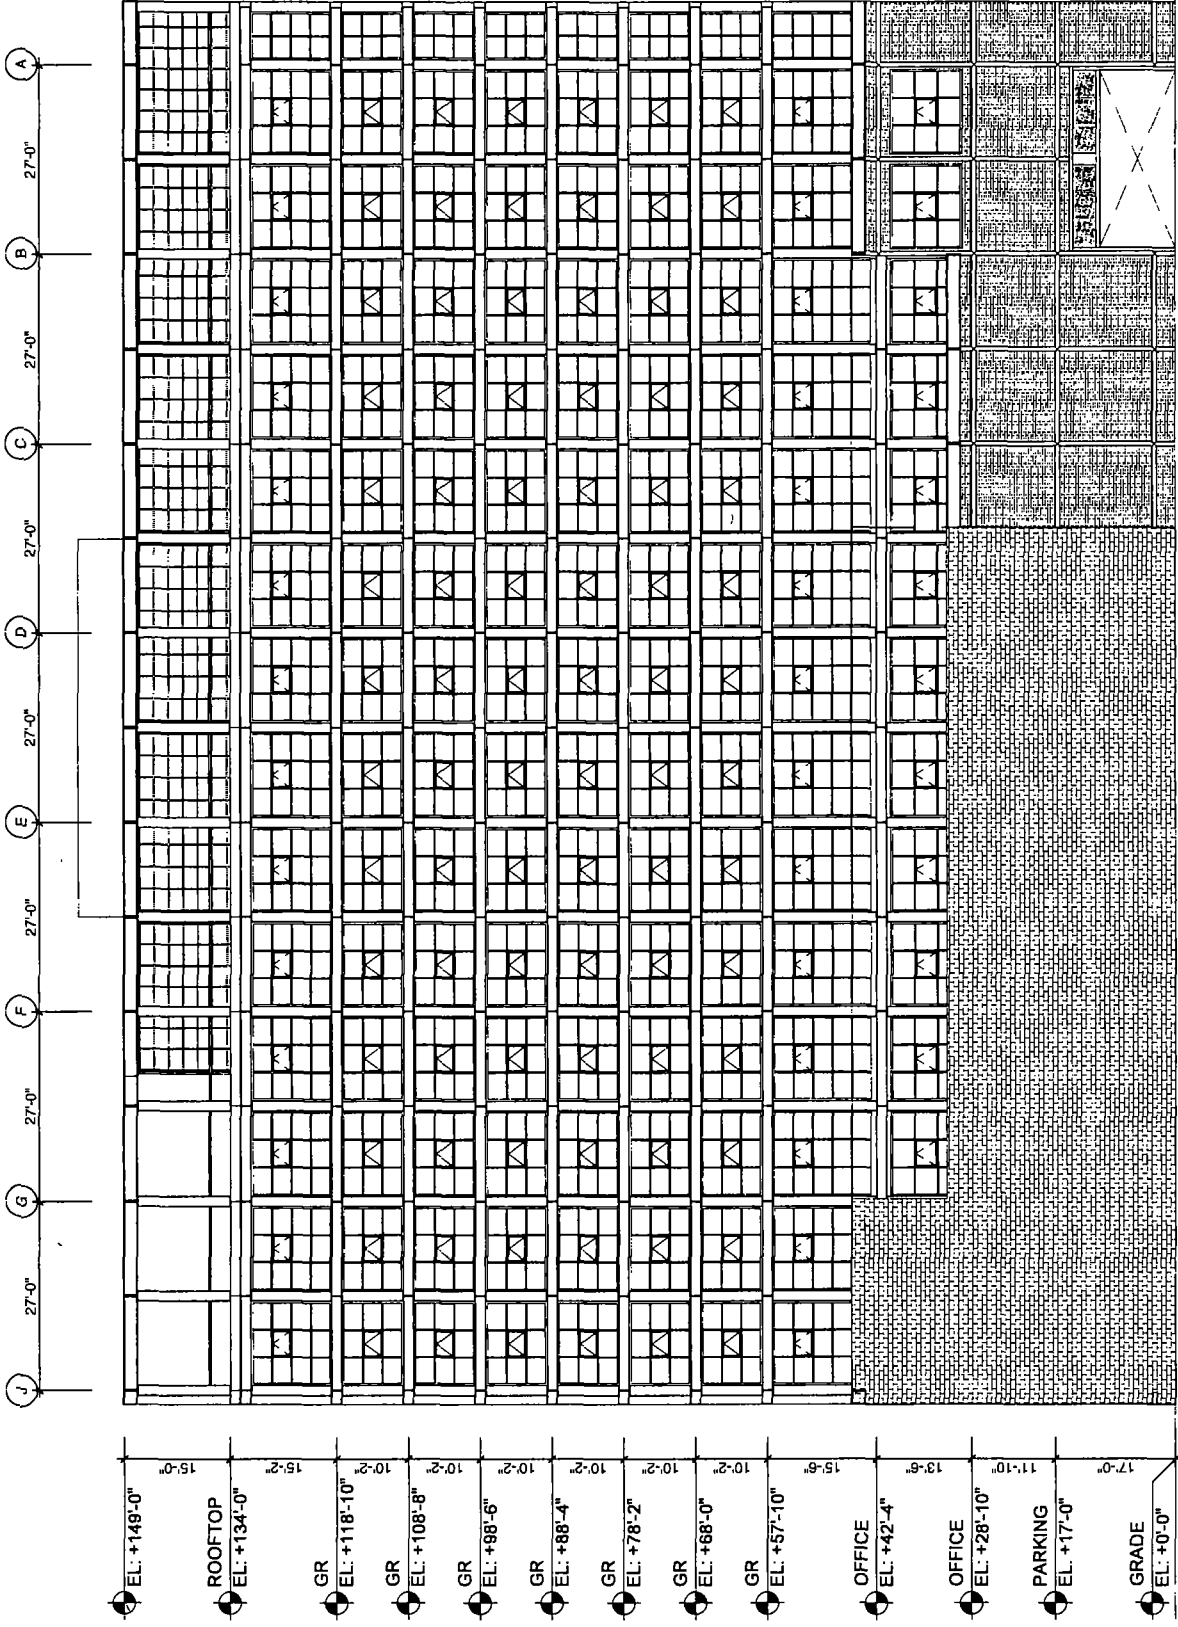 A
27'-0"
B
27'-0"
C
27'-0"
D
27'-0"
E
27'-0"
F
27'-0"
G
27'-0"
J
EL: +149'-0"
15'-0"
ROOFTOP
EL: +134'-0"
15'-2"
GR
EL: +118'-10"
10'-2"
GR
EL: +108'-8"
10'-2"
GR
EL: +98'-6"
10'-2"
GR
EL: +88'-4"
10'-2"
GR
EL: +78'-2"
10'-2"
GR
EL: +68'-0"
10'-2"
GR
EL: +57'-10"
15'-6"
OFFICE
EL: +42'-4"
13'-6"
OFFICE
EL: +28'-10"
11'-10"
PARKING
EL: +17'-0"
17'-0"
GRADE
EL: +0'-0"